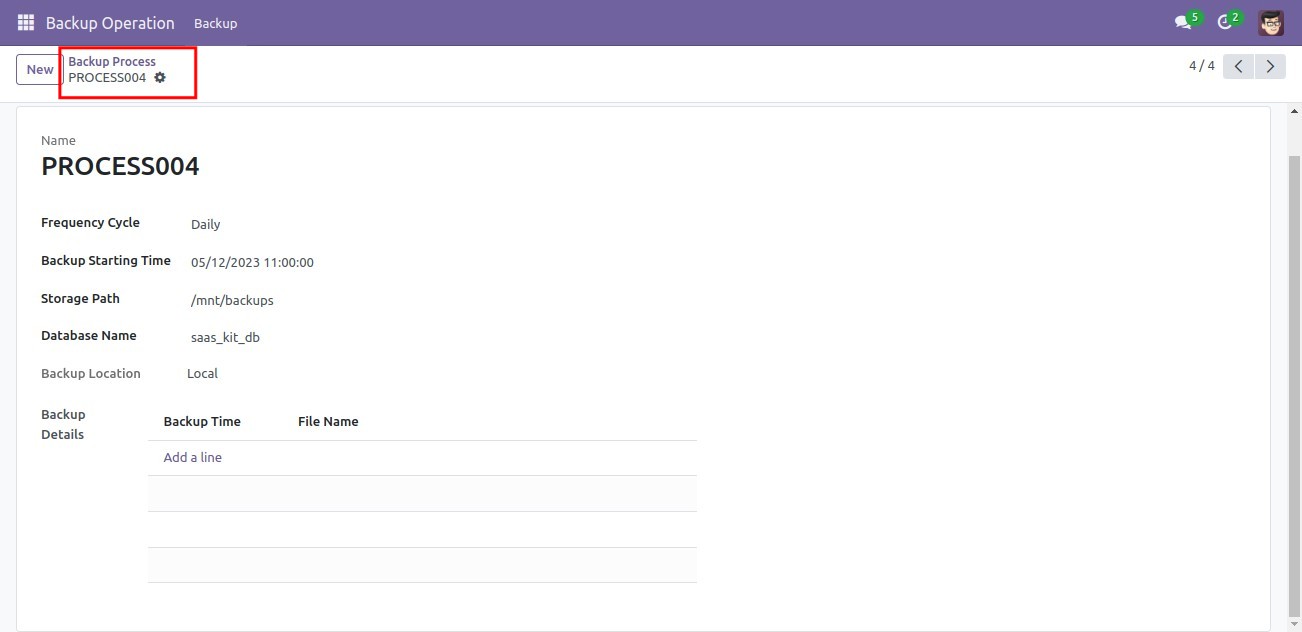 Backup Operation Backup 5 2
New Backup Process
PROCESS004
4 / 4
Name
PROCESS004
Frequency Cycle Daily
Backup Starting Time 05/12/2023 11:00:00
Storage Path /mnt/backups
Database Name saas_kit_db
Backup Location Local
Backup
Details
Backup Time File Name
Add a line